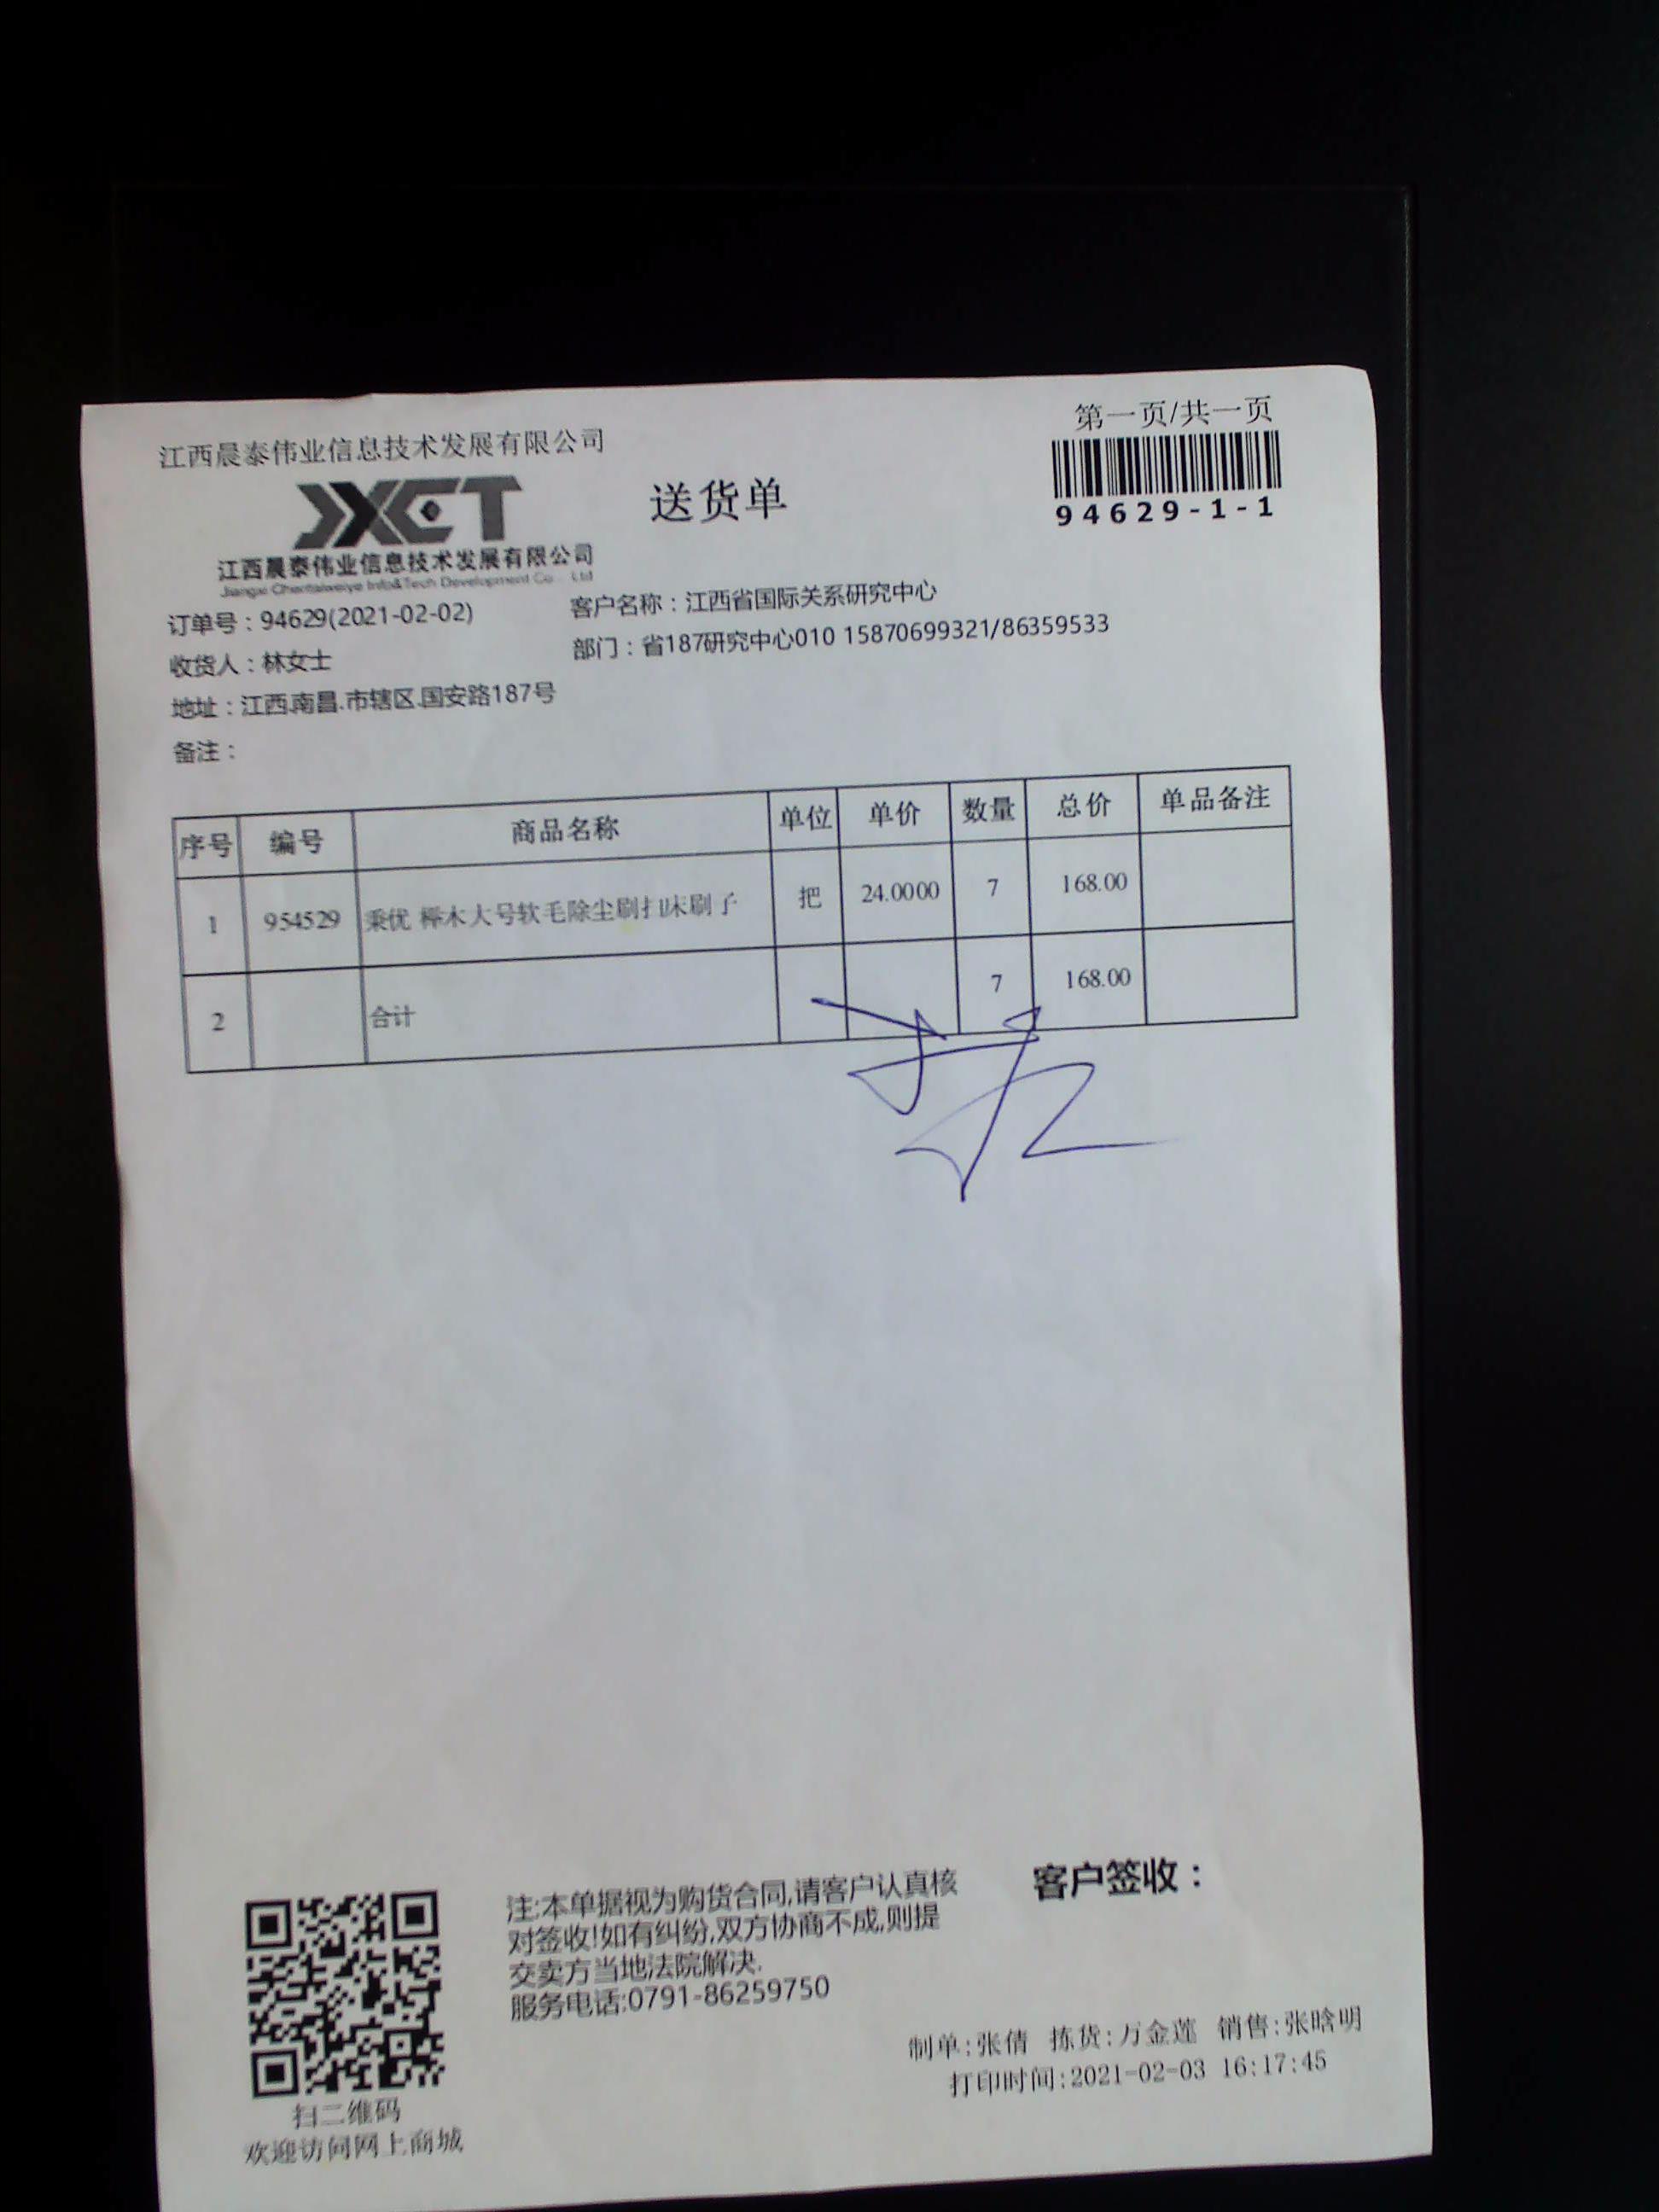 第一页/共一页
江西晨泰伟业信息技术发展有限公司
JXCT
送货单
94629-1-1
江西晨泰伟业信息技术发展有限公司
Jiangxi Chentaiweiye Info&Tech Development Co., Ltd
订单号：94629(2021-02-02)
客户名称：江西省国际关系研究中心
收货人：林女士
部门：省187研究中心010 15870699321/86359533
地址：江西.南昌.市辖区.国安路187号
备注：
序号 编号 商品名称 单位 单价 数量 总价 单品备注
1 954529 秉优 榉木大号软毛除尘刷扫床刷子 把 24.0000 7 168.00
2 合计 7 168.00
客户签收：
注:本单据视为购货合同,请客户认真核
对签收!如有纠纷,双方协商不成,则提
交卖方当地法院解决.
服务电话:0791-86259750
制单:张倩 拣货:万金莲 销售:张晗明
打印时间:2021-02-03 16:17:45
扫二维码
欢迎访问网上商城